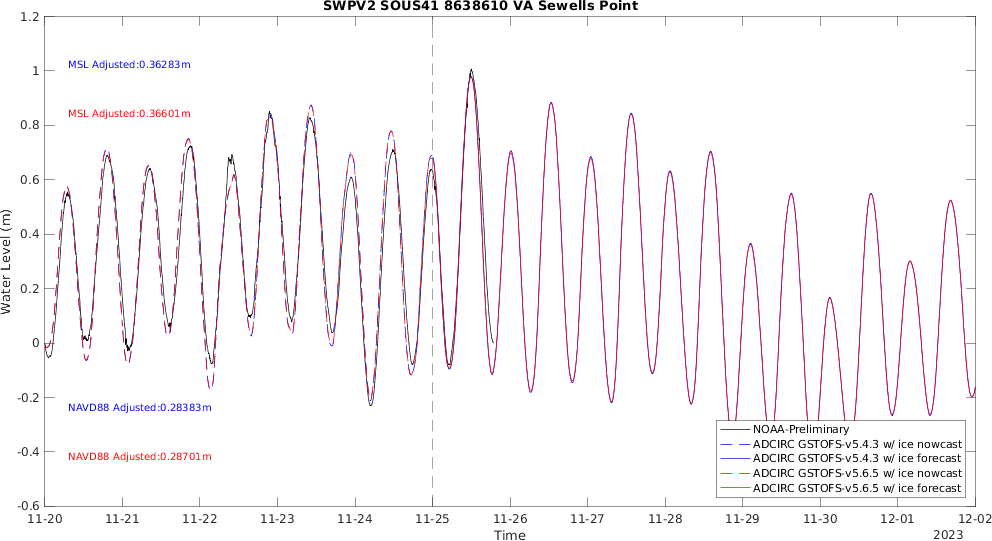 SWPV2 SOUS41 8638610 VA Sewells Point
1.2
1
0.8
0.6
0.4
0.2
0
-0.2
-0.4
-0.6
Water Level (m)
MSL Adjusted:0.36283m
MSL Adjusted:0.36601m
NAVD88 Adjusted:0.28383m
NAVD88 Adjusted:0.28701m
NOAA-Preliminary
ADCIRC GSTOFS-v5.4.3 w/ ice nowcast
ADCIRC GSTOFS-v5.4.3 w/ ice forecast
ADCIRC GSTOFS-v5.6.5 w/ ice nowcast
ADCIRC GSTOFS-v5.6.5 w/ ice forecast
11-20 11-21 11-22 11-23 11-24 11-25 11-26 11-27 11-28 11-29 11-30 12-01 12-02
Time
2023